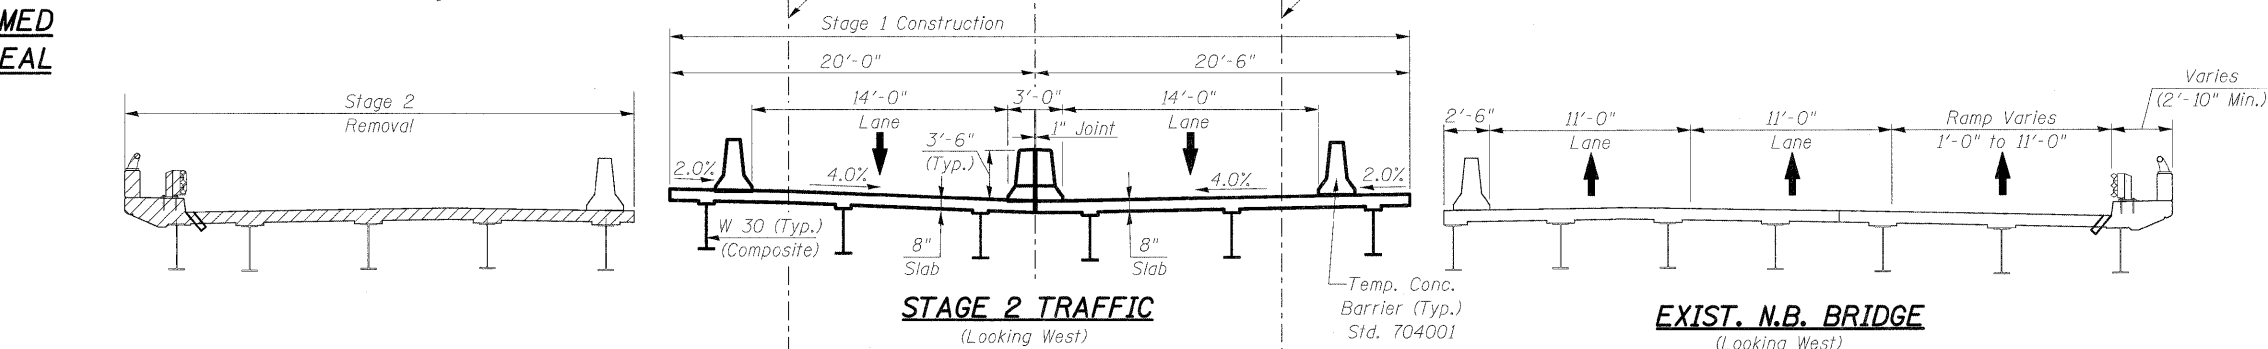 MED
EAL
Stage 2
Removal
Stage 1 Construction
20'-0"
20'-6"
14'-0"
Lane
3'-0"
14'-0"
Lane
3'-6"
(Typ.)
1" Joint
2.0%
4.0%
4.0%
2.0%
W 30 (Typ.)
(Composite)
8"
Slab
8"
Slab
Temp. Conc.
Barrier (Typ.)
Std. 704001
STAGE 2 TRAFFIC
(Looking West)
Varies
(2'-10" Min.)
2'-6"
11'-0"
Lane
11'-0"
Lane
Ramp Varies
1'-0" to 11'-0"
EXIST. N.B. BRIDGE
(Looking West)